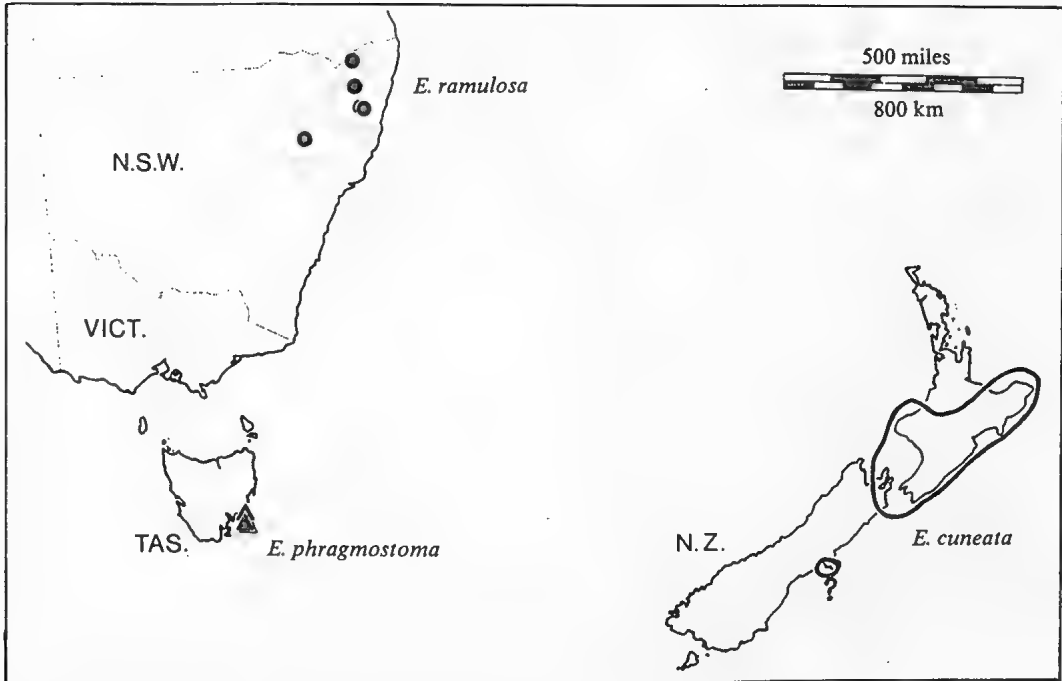 500 miles
E. ramulosa
800 km
N.S.W.
VICT.
E. cuneata
N.Z.
TAS.
E. phragmostoma
?